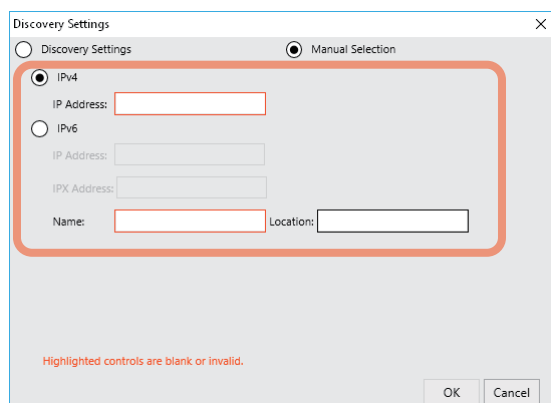 Discovery Settings
Discovery Settings Manual Selection
IPv4
IP Address:
IPv6
IP Address:
IPX Address:
Name: Location:
Highlighted controls are blank or invalid.
OK Cancel